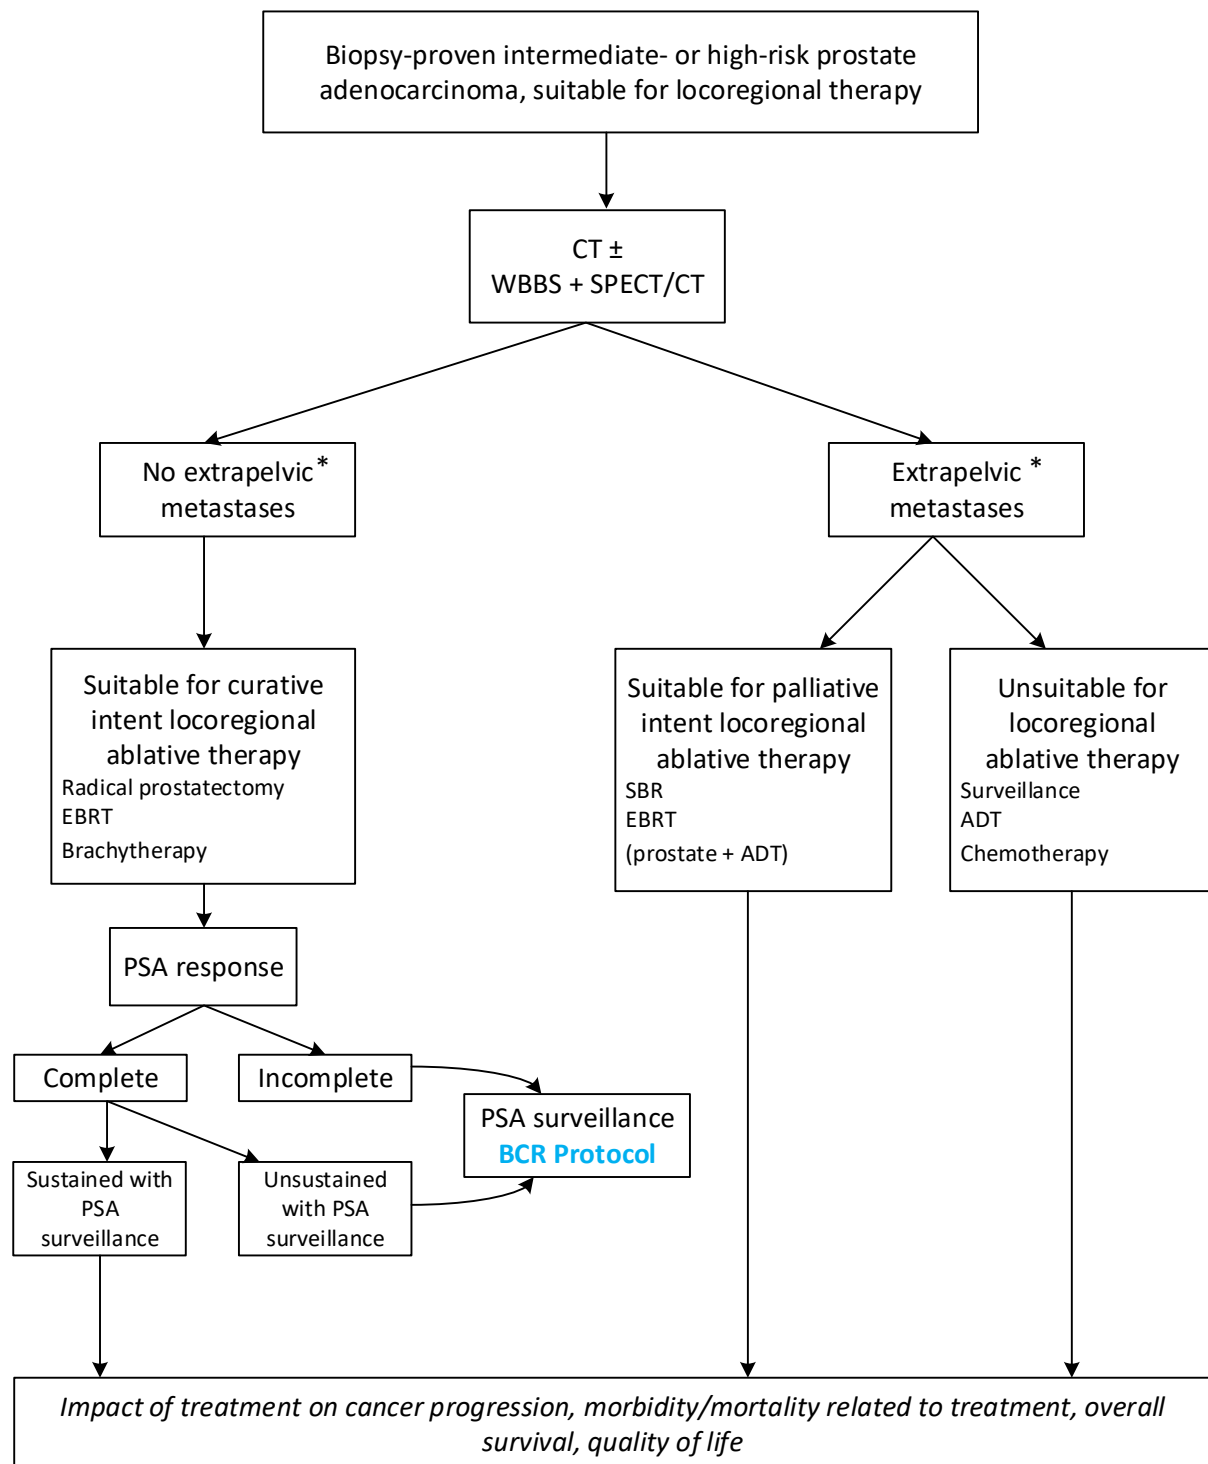 Biopsy-proven intermediate- or high-risk prostate
adenocarcinoma, suitable for locoregional therapy
CT ±
WBBS + SPECT/CT
No extrapelvic *
metastases
Extrapelvic *
metastases
Suitable for curative
intent locoregional
ablative therapy
Radical prostatectomy
EBRT
Brachytherapy
Suitable for palliative
intent locoregional
ablative therapy
SBR
EBRT
(prostate + ADT)
Unsuitable for
locoregional
ablative therapy
Surveillance
ADT
Chemotherapy
PSA response
Complete
Incomplete
PSA surveillance
BCR Protocol
Sustained with
PSA
surveillance
Unsustained
with PSA
surveillance
Impact of treatment on cancer progression, morbidity/mortality related to treatment, overall
survival, quality of life